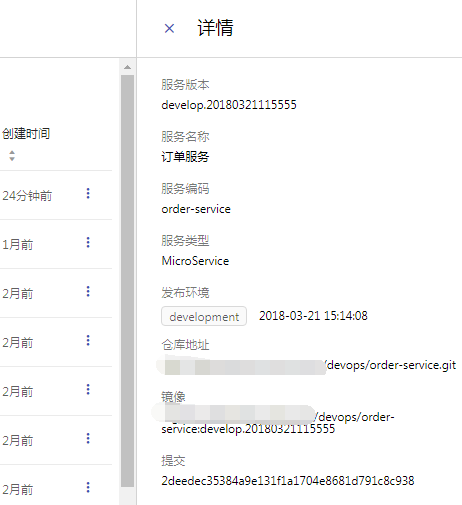 详情
创建时间
24分钟前
1月前
2月前
2月前
2月前
2月前
2月前
服务版本
develop.20180321115555
服务名称
订单服务
服务编码
order-service
服务类型
MicroService
发布环境
development 2018-03-21 15:14:08
仓库地址
/devops/order-service.git
镜像
/devops/order-
service:develop.20180321115555
提交
2deedec35384a9e131f1a1704e8681d791c8c938